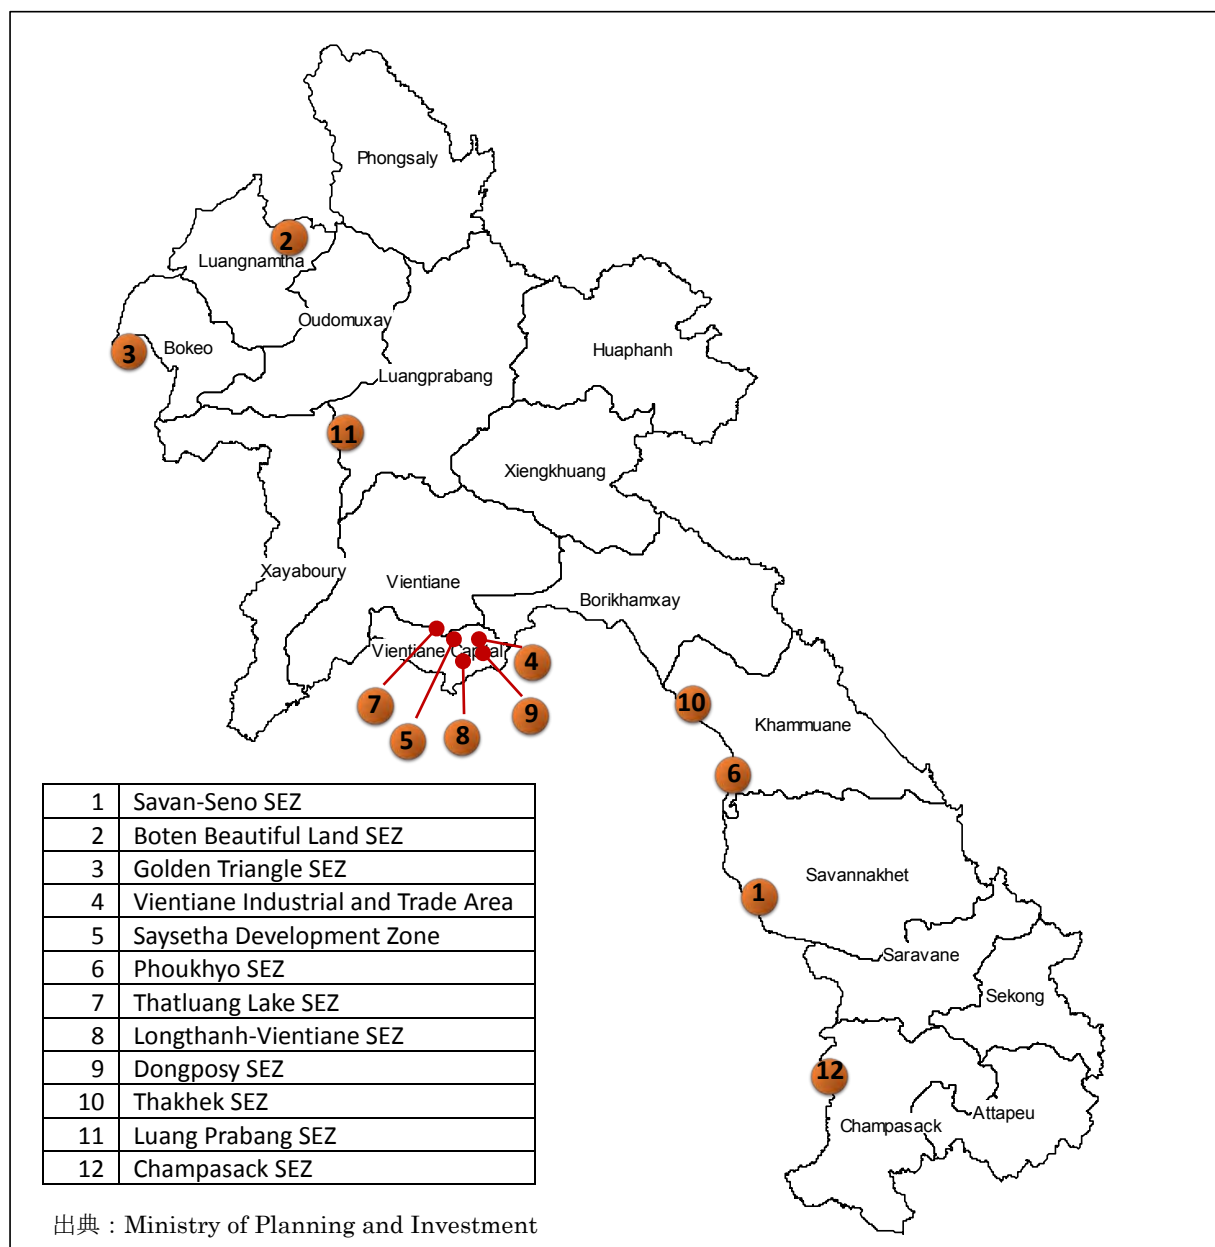 Phongsaly
2
Luangnamtha
Oudomuxay
3
Bokeo
Huaphanh
Luangprabang
11
Xiengkhuang
Xayaboury
Vientiane
Borikhamxay
Vientiane Capital
4
7
5
8
9
10
Khammuane
6
Savannakhet
1
Saravane
Sekong
12
Champasack
Attapeu
1 Savan-Seno SEZ
2 Boten Beautiful Land SEZ
3 Golden Triangle SEZ
4 Vientiane Industrial and Trade Area
5 Saysetha Development Zone
6 Phoukhyo SEZ
7 Thatluang Lake SEZ
8 Longthanh-Vientiane SEZ
9 Dongposy SEZ
10 Thakhek SEZ
11 Luang Prabang SEZ
12 Champasack SEZ
出典：Ministry of Planning and Investment